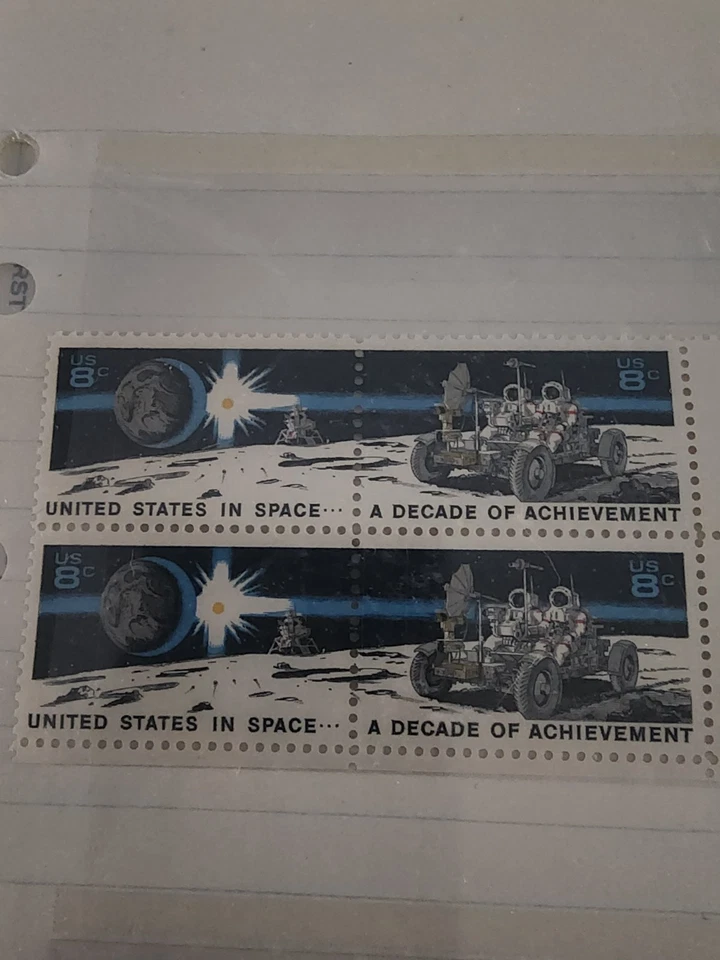 RST
US
8c
US
8c
UNITED STATES IN SPACE···
A DECADE OF ACHIEVEMENT
US
8c
US
8c
UNITED STATES IN SPACE···
A DECADE OF ACHIEVEMENT